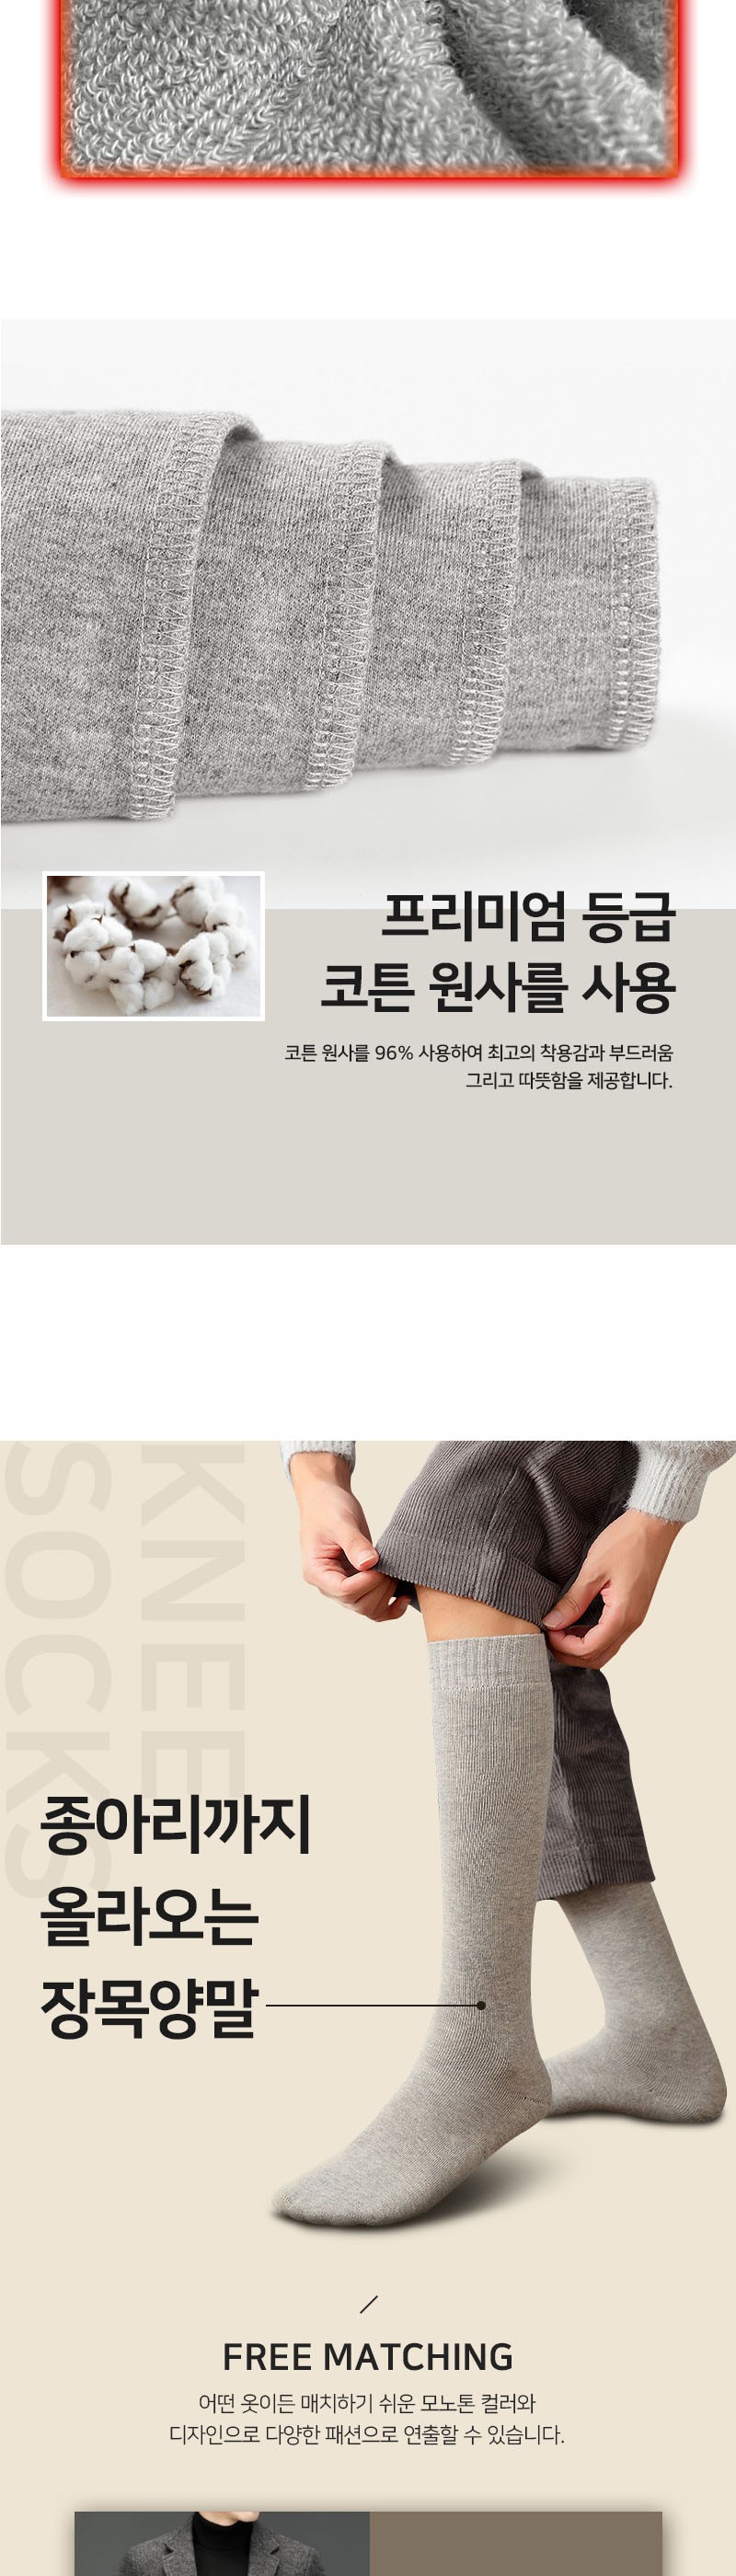 프리미엄 등급
코튼 원사를 사용
코튼 원사를 96% 사용하여 최고의 착용감과 부드러움
그리고 따뜻함을 제공합니다.
KNEE
SOCKS
종아리까지
올라오는
장목양말
FREE MATCHING
어떤 옷이든 매치하기 쉬운 모노톤 컬러와
디자인으로 다양한 패션으로 연출할 수 있습니다.